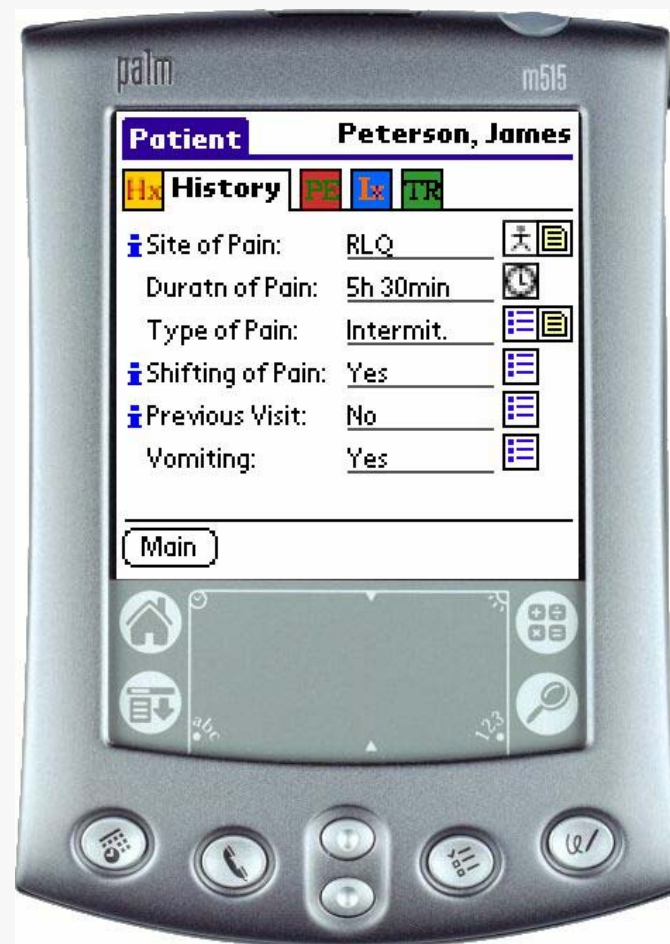 palm
m515
Patient Peterson, James
Hx History PE Ix TR
i Site of Pain: RLQ
Duratn of Pain: 5h 30min
Type of Pain: Intermit.
i Shifting of Pain: Yes
i Previous Visit: No
Vomiting: Yes
Main
abc 123